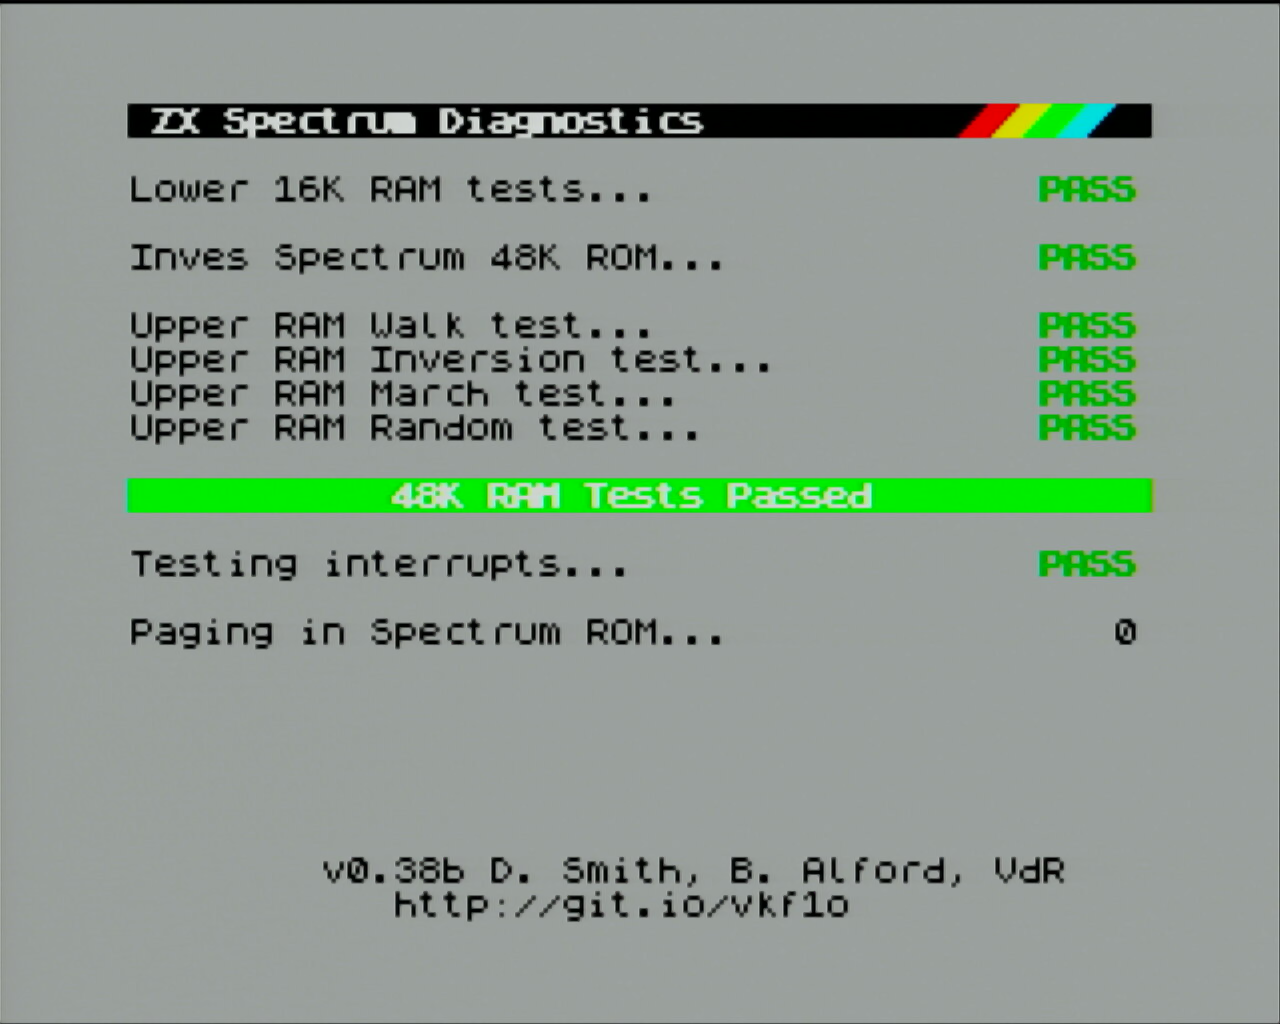 ZX Spectrum Diagnostics
Lower 16K RAM tests... PASS
Inves Spectrum 48K ROM... PASS
Upper RAM Walk test... PASS
Upper RAM Inversion test... PASS
Upper RAM March test... PASS
Upper RAM Random test... PASS
48K RAM Tests Passed
Testing interrupts... PASS
Paging in Spectrum ROM... 0
v0.38b D. Smith, B. Alford, VdR
http://git.io/vkf1o